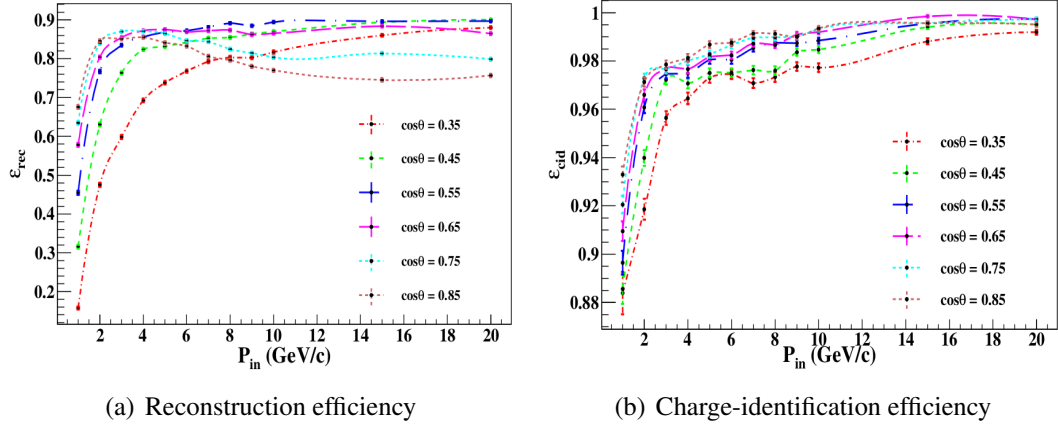 0.9
0.8
0.7
0.6
0.5
0.4
0.3
0.2
ε_rec
cosθ = 0.35
cosθ = 0.45
cosθ = 0.55
cosθ = 0.65
cosθ = 0.75
cosθ = 0.85
2 4 6 8 10 12 14 16 18 20
P_in (GeV/c)
(a) Reconstruction efficiency
1
0.98
0.96
0.94
0.92
0.9
0.88
ε_cid
cosθ = 0.35
cosθ = 0.45
cosθ = 0.55
cosθ = 0.65
cosθ = 0.75
cosθ = 0.85
2 4 6 8 10 12 14 16 18 20
P_in (GeV/c)
(b) Charge-identification efficiency